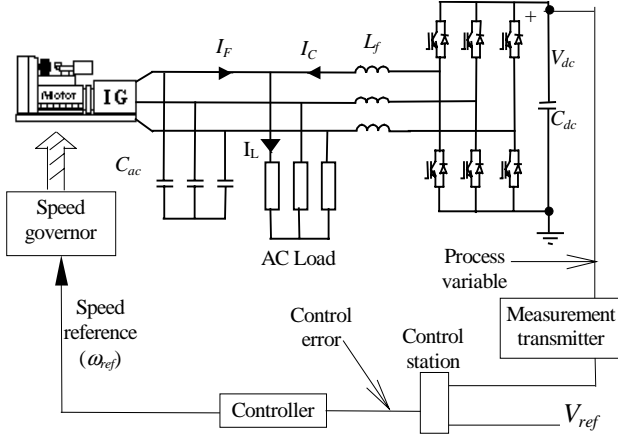 I_F
I_C
L_f
+
V_dc
IG
C_dc
C_ac
I_L
Speed
governor
AC Load
Process
variable
Speed
reference
(ω_ref)
Control
error
Control
station
Measurement
transmitter
Controller
V_ref